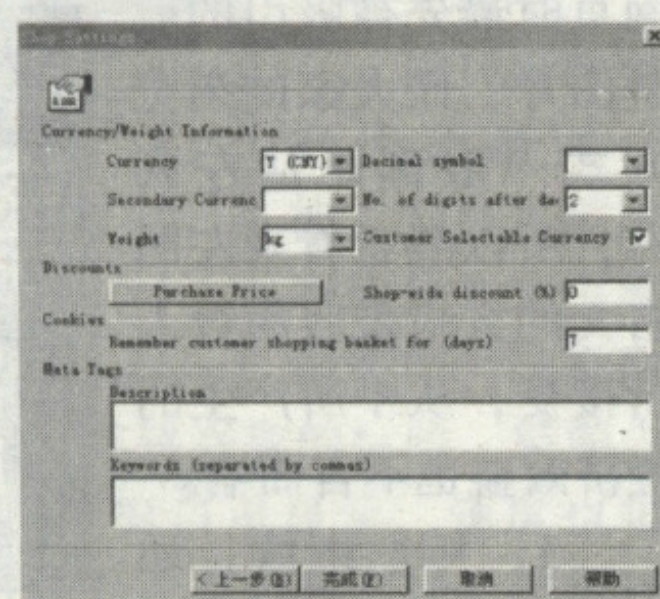 Shop Settings
Currency/Weight Information
Currency Y (CNY) Decimal symbol
Secondary Currenc No. of digits after de 2
Weight kg Customer Selectable Currency
Discounts
Purchase Price Shop-wide discount (%) 0
Cookies
Remember customer shopping basket for (days) 7
Meta Tags
Description
Keywords (separated by commas)
< 上一步(B) 完成(F) 取消 帮助